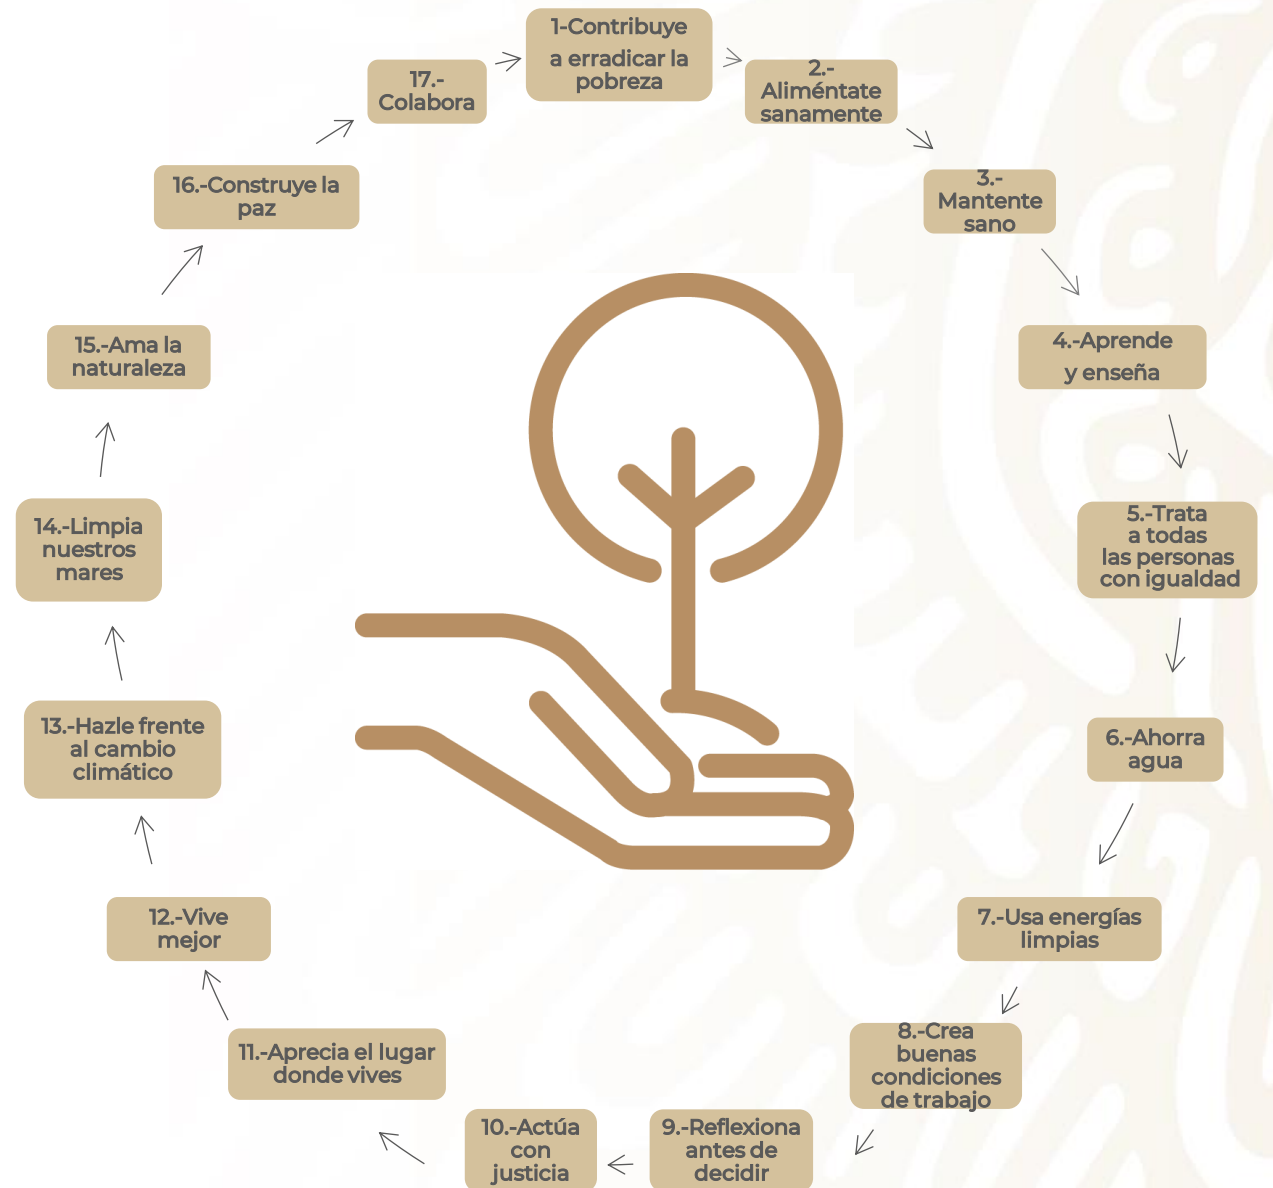 1-Contribuye
a erradicar la
pobreza
2.-
Aliméntate
sanamente
3.-
Mantente
sano
4.-Aprende
y enseña
5.-Trata
a todas
las personas
con igualdad
6.-Ahorra
agua
7.-Usa energías
limpias
8.-Crea
buenas
condiciones
de trabajo
9.-Reflexiona
antes de
decidir
10.-Actúa
con
justicia
11.-Aprecia el lugar
donde vives
12.-Vive
mejor
13.-Hazle frente
al cambio
climático
14.-Limpia
nuestros
mares
15.-Ama la
naturaleza
16.-Construye la
paz
17.-
Colabora